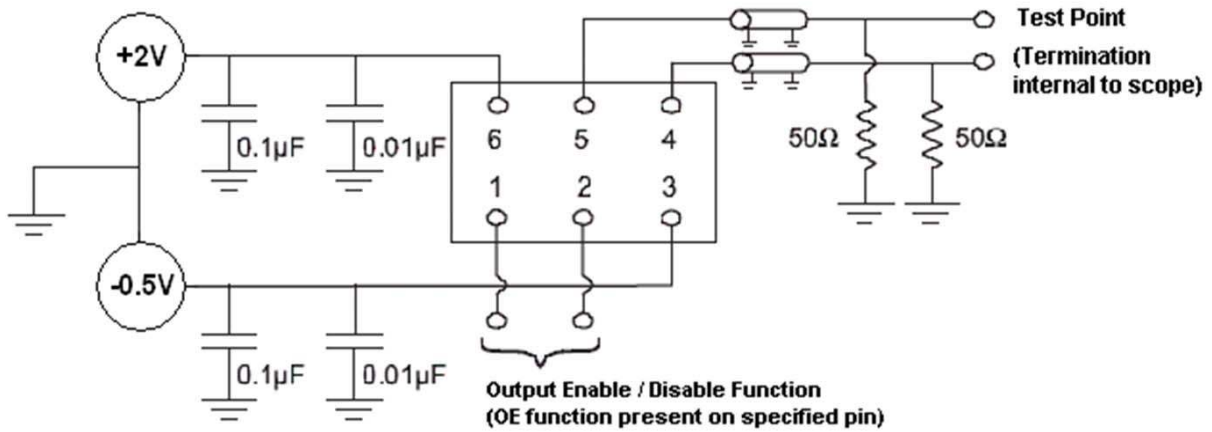 Test Point
+2V
(Termination
internal to scope)
6 5 4
50Ω 50Ω
0.1µF 0.01µF
1 2 3
-0.5V
0.1µF 0.01µF
Output Enable / Disable Function
(OE function present on specified pin)